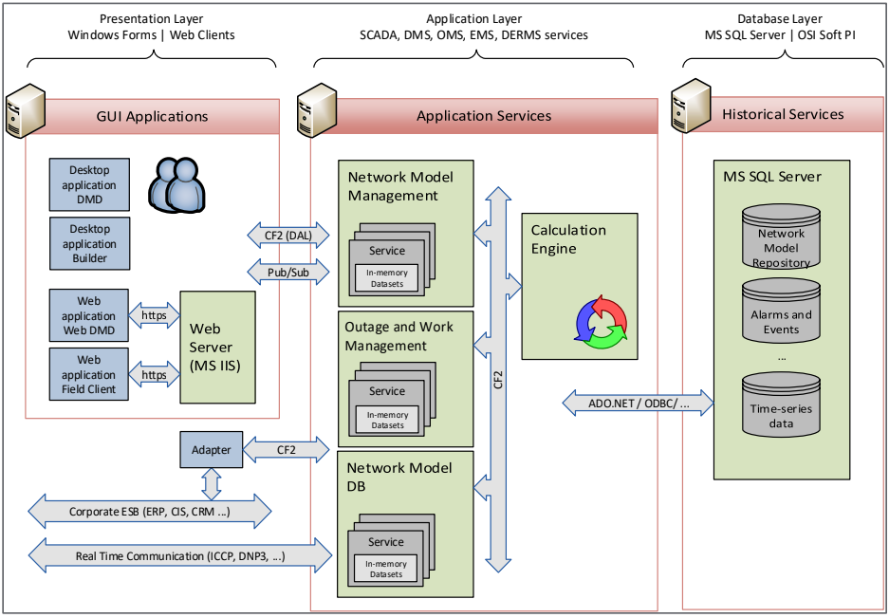 Presentation Layer
Windows Forms | Web Clients
Application Layer
SCADA, DMS, OMS, EMS, DERMS services
Database Layer
MS SQL Server | OSI Soft PI
GUI Applications
Application Services
Historical Services
Desktop
application
DMD
Desktop
application
Builder
Web
application
Web DMD
Web
application
Field Client
https
https
Web
Server
(MS IIS)
CF2 (DAL)
Pub/Sub
Adapter
CF2
Corporate ESB (ERP, CIS, CRM ...)
Real Time Communication (ICCP, DNP3, ...)
Network Model
Management
Service
In-memory
Datasets
Outage and Work
Management
Service
In-memory
Datasets
Network Model
DB
Service
In-memory
Datasets
CF2
Calculation
Engine
ADO.NET / ODBC/ ...
MS SQL Server
Network
Model
Repository
Alarms and
Events
...
Time-series
data